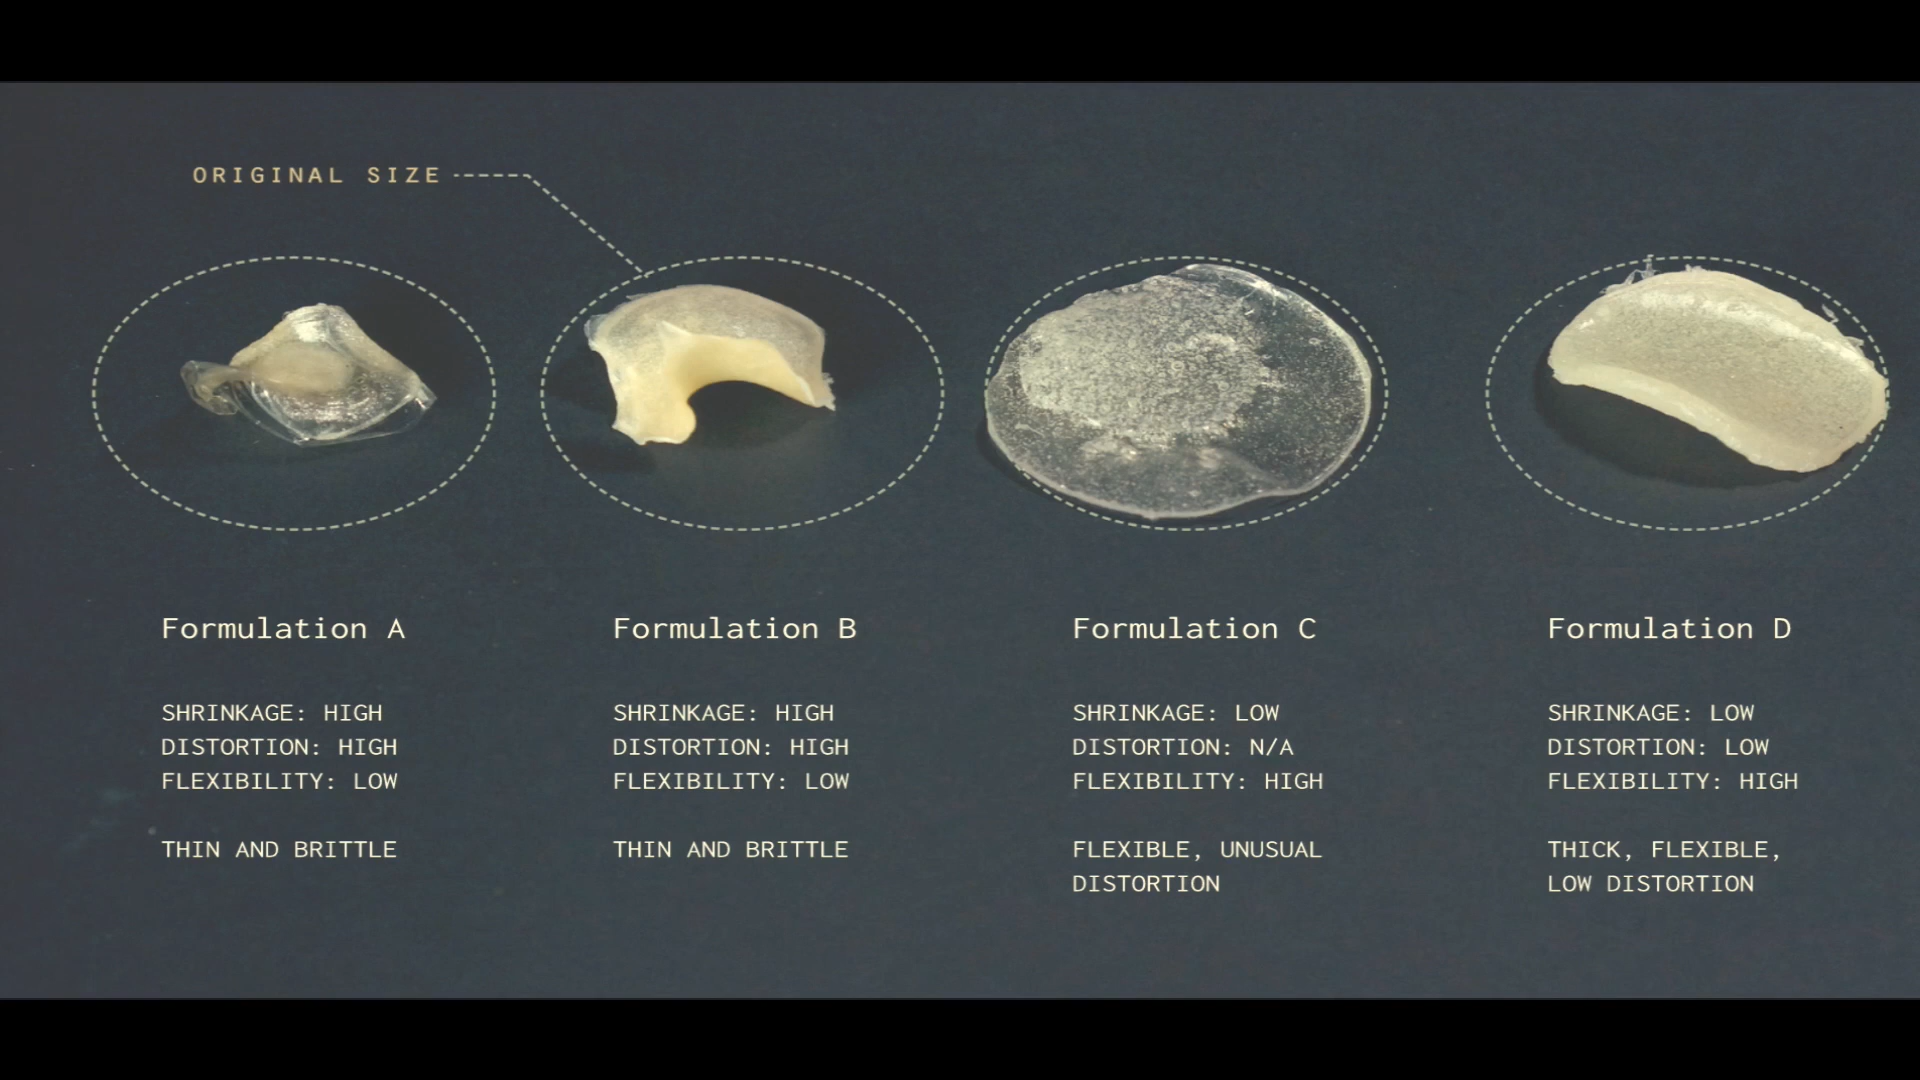 ORIGINAL SIZE
Formulation A
SHRINKAGE: HIGH
DISTORTION: HIGH
FLEXIBILITY: LOW
THIN AND BRITTLE
Formulation B
SHRINKAGE: HIGH
DISTORTION: HIGH
FLEXIBILITY: LOW
THIN AND BRITTLE
Formulation C
SHRINKAGE: LOW
DISTORTION: N/A
FLEXIBILITY: HIGH
FLEXIBLE, UNUSUAL
DISTORTION
Formulation D
SHRINKAGE: LOW
DISTORTION: LOW
FLEXIBILITY: HIGH
THICK, FLEXIBLE,
LOW DISTORTION